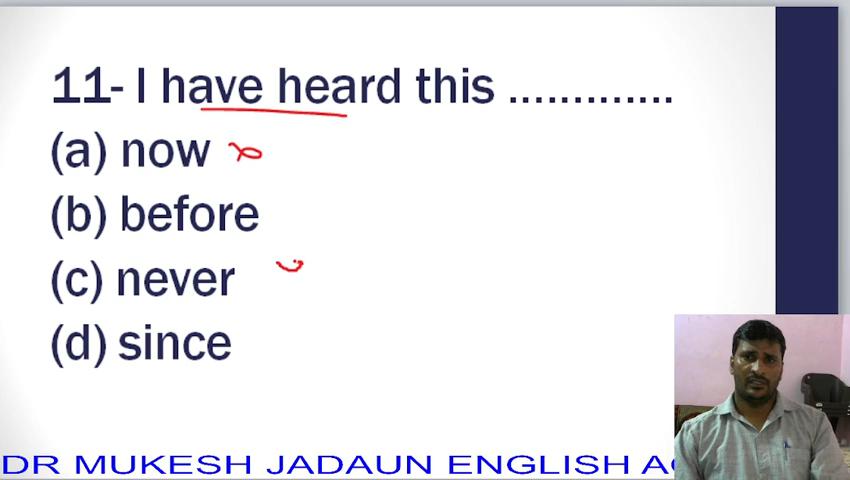 11- I have heard this .............
(a) now
(b) before
(c) never
(d) since
DR MUKESH JADAUN ENGLISH